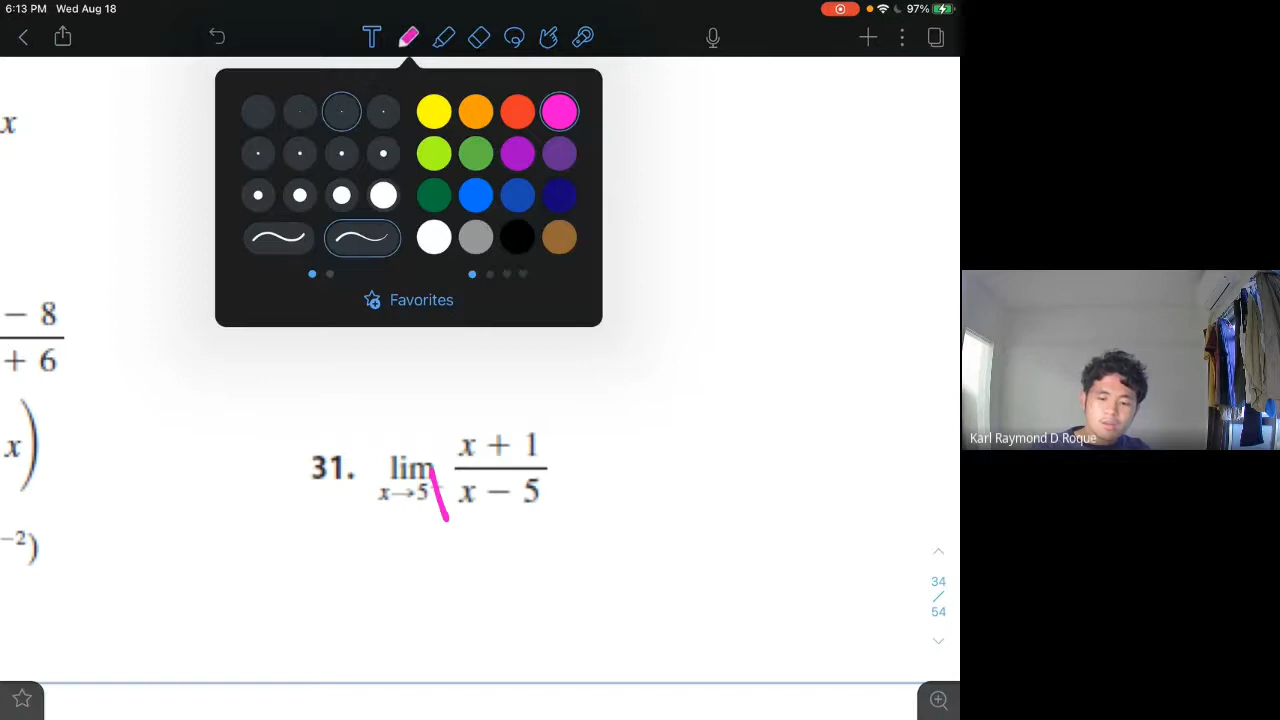 6:13 PM Wed Aug 18
97%
T
x
− 8
+ 6
Favorites
x)
31. lim x + 1
x→5 x − 5
−2)
34
/
54
Karl Raymond D Roque